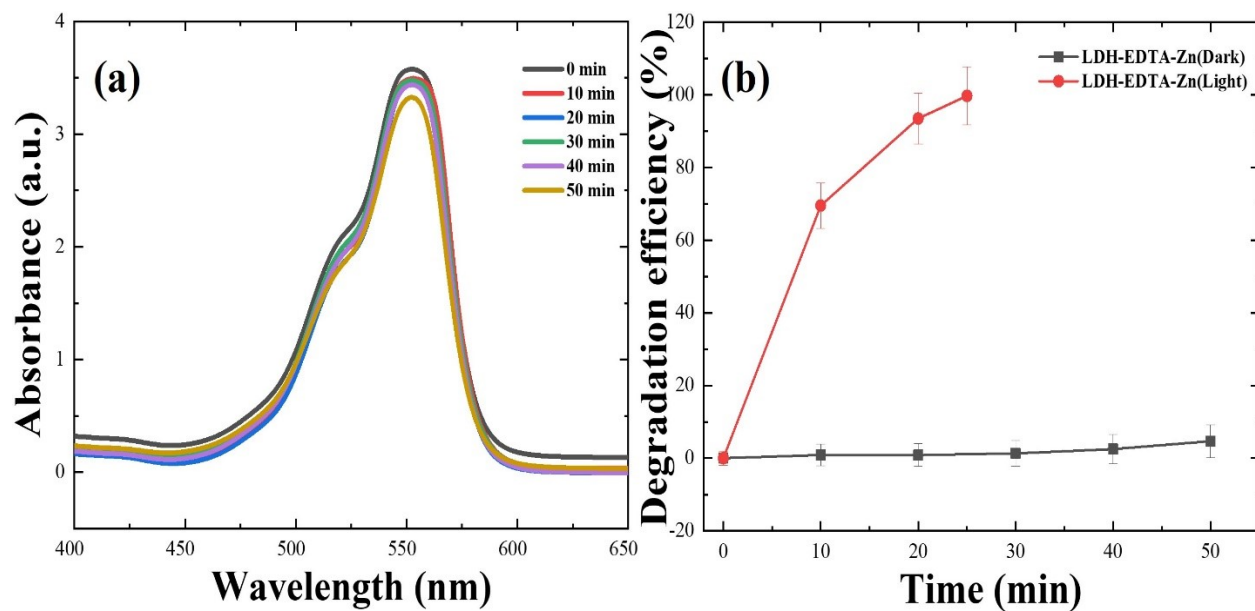 (a)
Absorbance (a.u.)
4
3
2
1
0
0 min
10 min
20 min
30 min
40 min
50 min
400
450
500
550
600
650
Wavelength (nm)
(b)
Degradation efficiency (%)
120
100
80
60
40
20
0
-20
LDH-EDTA-Zn(Dark)
LDH-EDTA-Zn(Light)
0
10
20
30
40
50
Time (min)